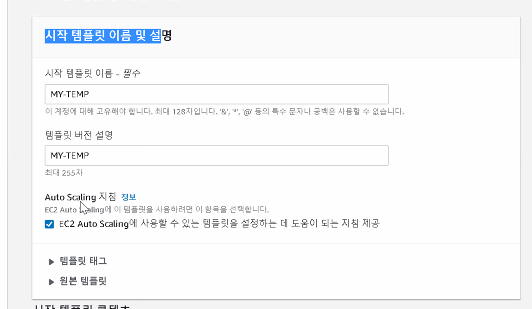 시작 템플릿 이름 및 설명
시작 템플릿 이름 - 필수
MY-TEMP
이 계정에 대해 고유해야 합니다. 최대 128자입니다. '&', '*', '@' 등의 특수 문자나 공백은 사용할 수 없습니다.
템플릿 버전 설명
MY-TEMP
최대 255자
Auto Scaling 지침 정보
EC2 Auto Scaling에 이 템플릿을 사용하려면 이 항목을 선택합니다.
EC2 Auto Scaling에 사용할 수 있는 템플릿을 설정하는 데 도움이 되는 지침 제공
템플릿 태그
원본 템플릿
시작 템플릿 콘텐츠